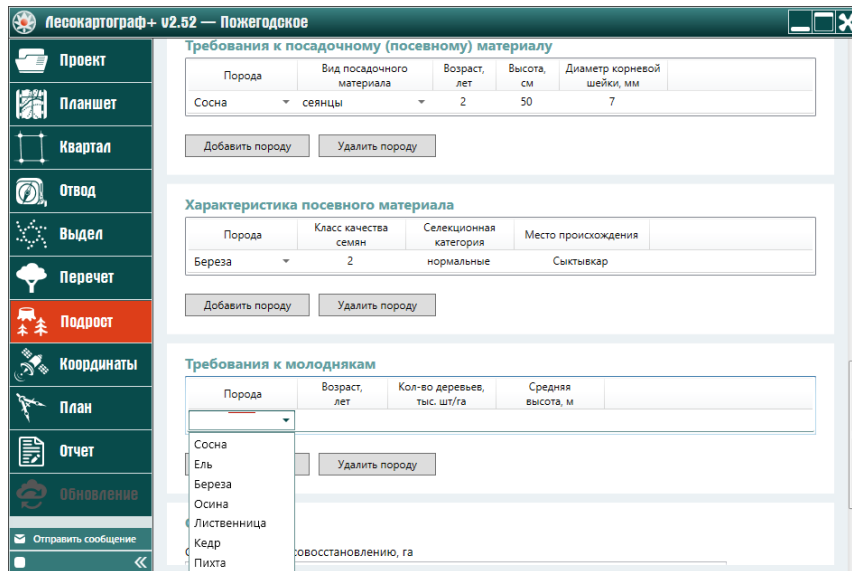 Лесокартограф+ v2.52 — Пожегодское
Проект
Планшет
Квартал
Отвод
Выдел
Перечет
Подрост
Координаты
План
Отчет
Обновление
Отправить сообщение
Требования к посадочному (посевному) материалу
Порода
Вид посадочного материала
Возраст, лет
Высота, см
Диаметр корневой шейки, мм
Сосна сеянцы 2 50 7
Добавить породу Удалить породу
Характеристика посевного материала
Порода
Класс качества семян
Селекционная категория
Место происхождения
Береза 2 нормальные Сыктывкар
Добавить породу Удалить породу
Требования к молоднякам
Порода
Возраст, лет
Кол-во деревьев, тыс. шт/га
Средняя высота, м
Удалить породу
Сосна
Ель
Береза
Осина
Лиственница
Кедр
Пихта
совосстановлению, га